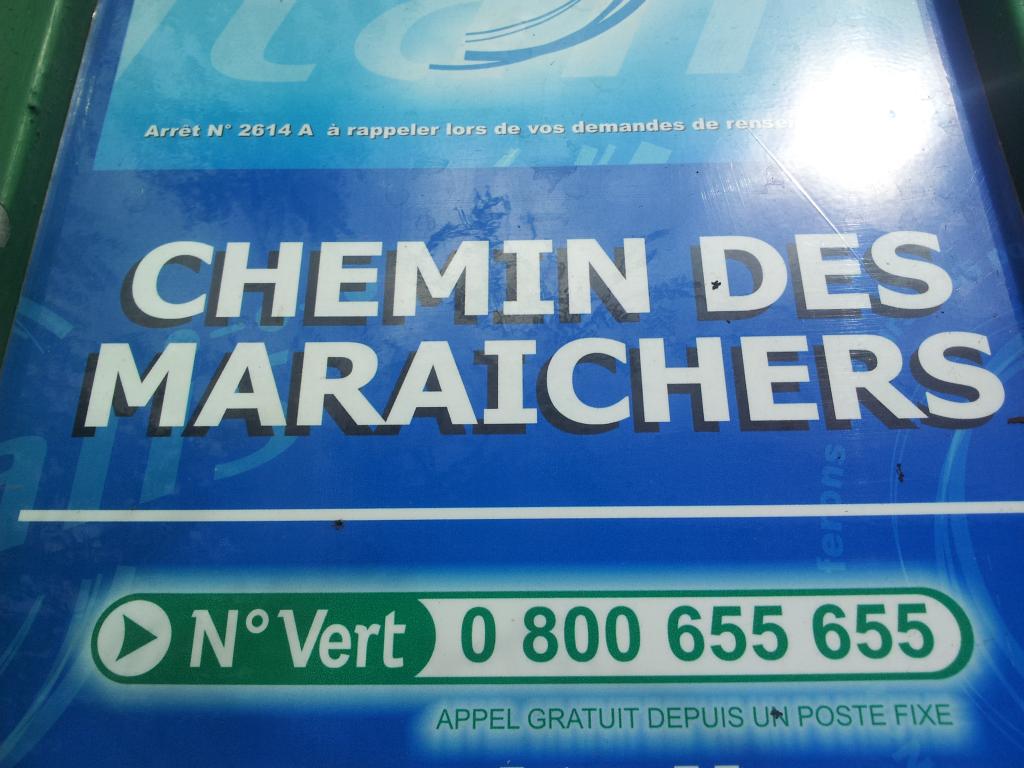 Arrêt N° 2614 A à rappeler lors de vos demandes de
CHEMIN DES
MARAICHERS
ferons
N° Vert 0 800 655 655
APPEL GRATUIT DEPUIS UN POSTE FIXE